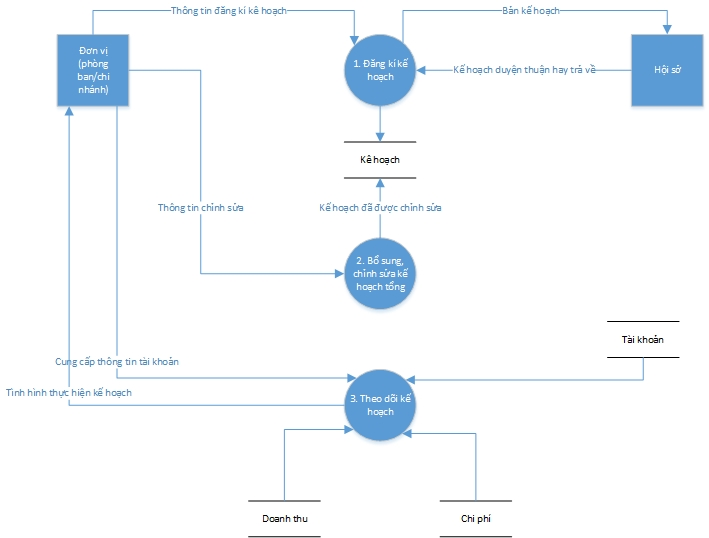 Thông tin đăng kí kê hoạch
Bản kế hoạch
Đơn vị
(phòng
ban/chi
nhánh)
1. Đăng kí kế
hoạch
Kế hoạch duyệt thuận hay trả về
Hội sở
Kê hoạch
Thông tin chỉnh sửa
Kế hoạch đã được chỉnh sửa
2. Bổ sung,
chỉnh sửa kế
hoạch tổng
Tài khoản
Cung cấp thông tin tài khoản
Tình hình thực hiện kế hoạch
3. Theo dõi kế
hoạch
Doanh thu
Chi phí